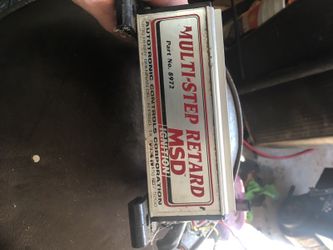 MULTI-STEP RETARD
Part No. 8972
MSD
IGNITION
AUTOTRONIC CONTROLS CORPORATION